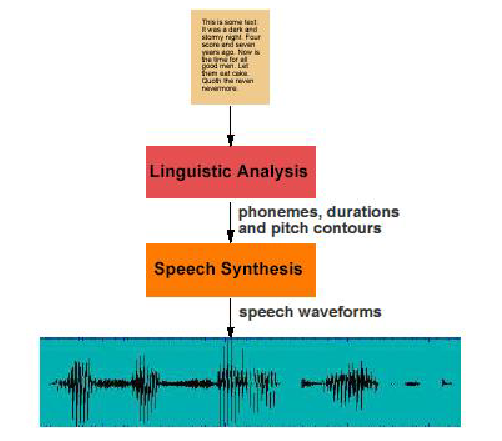 This is some text.
It was a dark and
stormy night. Four
score and seven
years ago. Now is
the time for all
good men. Let
them eat cake.
Quoth the raven
nevermore.
Linguistic Analysis
phonemes, durations
and pitch contours
Speech Synthesis
speech waveforms